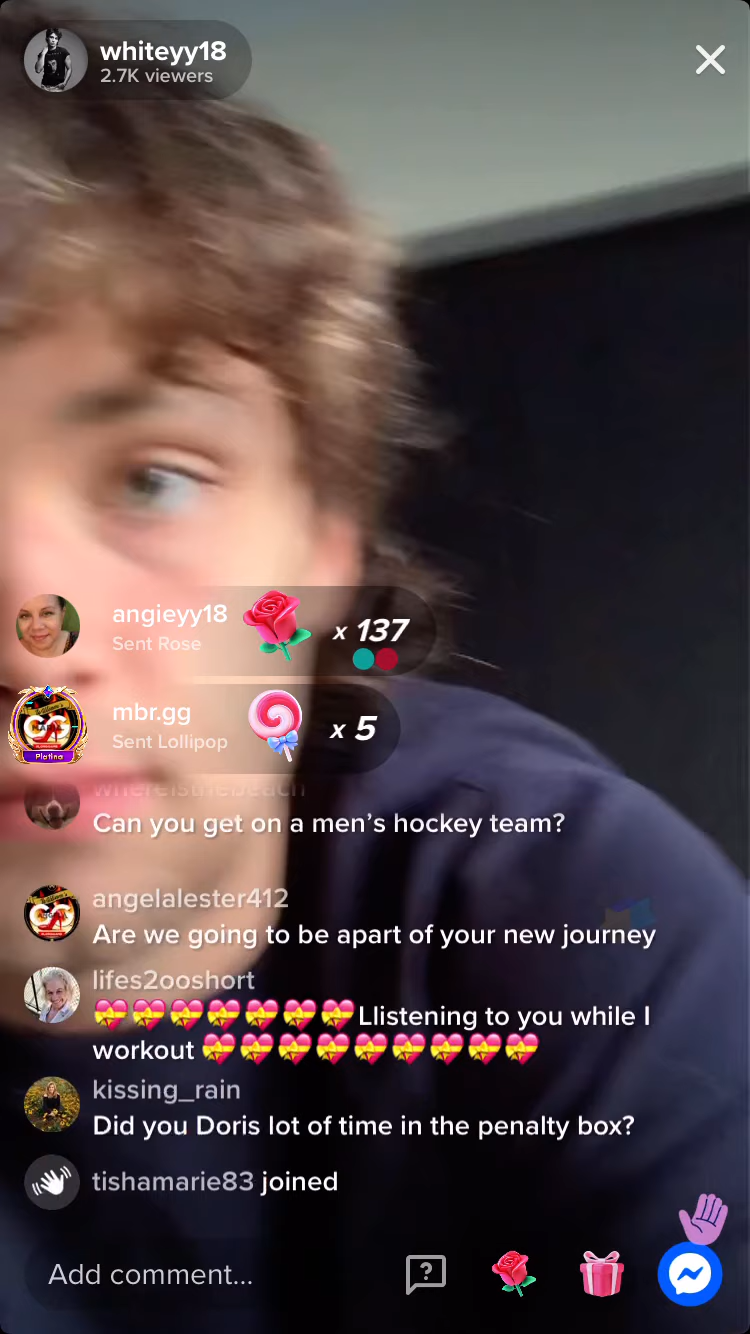 whiteyy18
2.7K viewers
angieyy18
Sent Rose
x 137
mbr.gg
Sent Lollipop
x 5
Platina
whereisthebeach
Can you get on a men’s hockey team?
angelalester412
Are we going to be apart of your new journey
lifes2ooshort
💝💝💝💝💝💝💝Llistening to you while I
workout 💝💝💝💝💝💝💝💝💝
kissing_rain
Did you Doris lot of time in the penalty box?
tishamarie83 joined
Add comment...